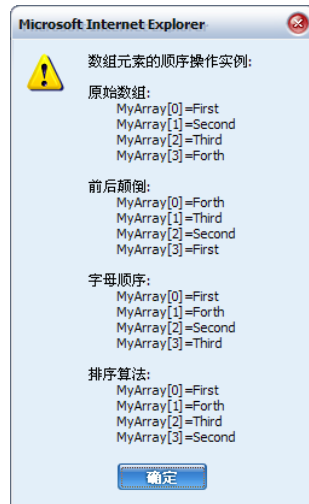 Microsoft Internet Explorer
数组元素的顺序操作实例:
原始数组:
MyArray[0]=First
MyArray[1]=Second
MyArray[2]=Third
MyArray[3]=Forth
前后颠倒:
MyArray[0]=Forth
MyArray[1]=Third
MyArray[2]=Second
MyArray[3]=First
字母顺序:
MyArray[0]=First
MyArray[1]=Forth
MyArray[2]=Second
MyArray[3]=Third
排序算法:
MyArray[0]=First
MyArray[1]=Forth
MyArray[2]=Third
MyArray[3]=Second
确定